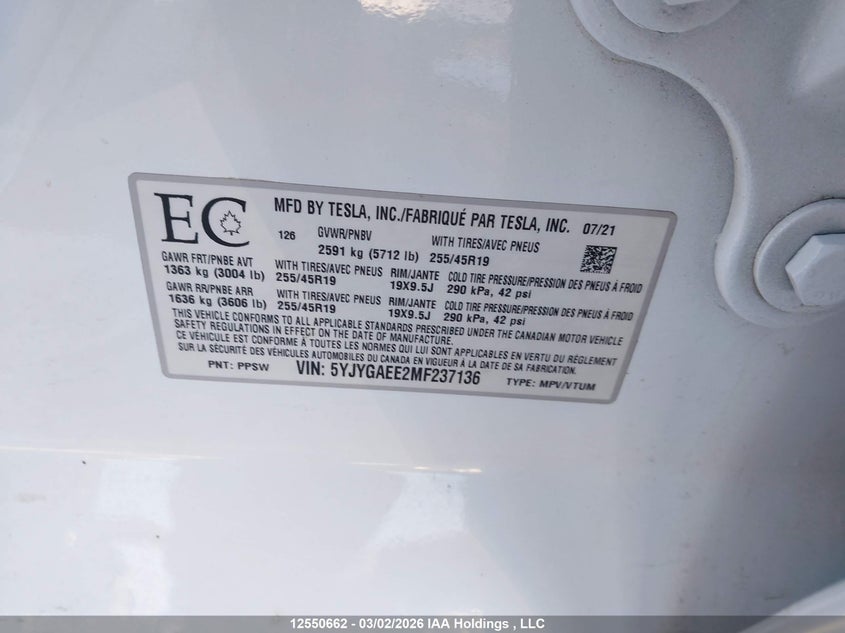 EC
MFD BY TESLA, INC./FABRIQUÉ PAR TESLA, INC. 07/21
126 GVWR/PNBV WITH TIRES/AVEC PNEUS
2591 kg (5712 lb) 255/45R19
GAWR FRT/PNBE AVT WITH TIRES/AVEC PNEUS RIM/JANTE COLD TIRE PRESSURE/PRESSION DES PNEUS À FROID
1363 kg (3004 lb) 255/45R19 19X9.5J 290 kPa, 42 psi
GAWR RR/PNBE ARR WITH TIRES/AVEC PNEUS RIM/JANTE COLD TIRE PRESSURE/PRESSION DES PNEUS À FROID
1636 kg (3606 lb) 255/45R19 19X9.5J 290 kPa, 42 psi
THIS VEHICLE CONFORMS TO ALL APPLICABLE STANDARDS PRESCRIBED UNDER THE CANADIAN MOTOR VEHICLE
SAFETY REGULATIONS IN EFFECT ON THE DATE OF MANUFACTURE.
CE VÉHICULE EST CONFORME À TOUTES LES NORMES QUI LUI SONT APPLICABLES EN VERTU DU RÈGLEMENT
SUR LA SÉCURITÉ DES VÉHICULES AUTOMOBILES DU CANADA EN VIGUEUR À LA DATE DE SA FABRICATION.
PNT: PPSW VIN: 5YJYGAEE2MF237136 TYPE: MPV/VTUM
12550662 - 03/02/2026 IAA Holdings , LLC